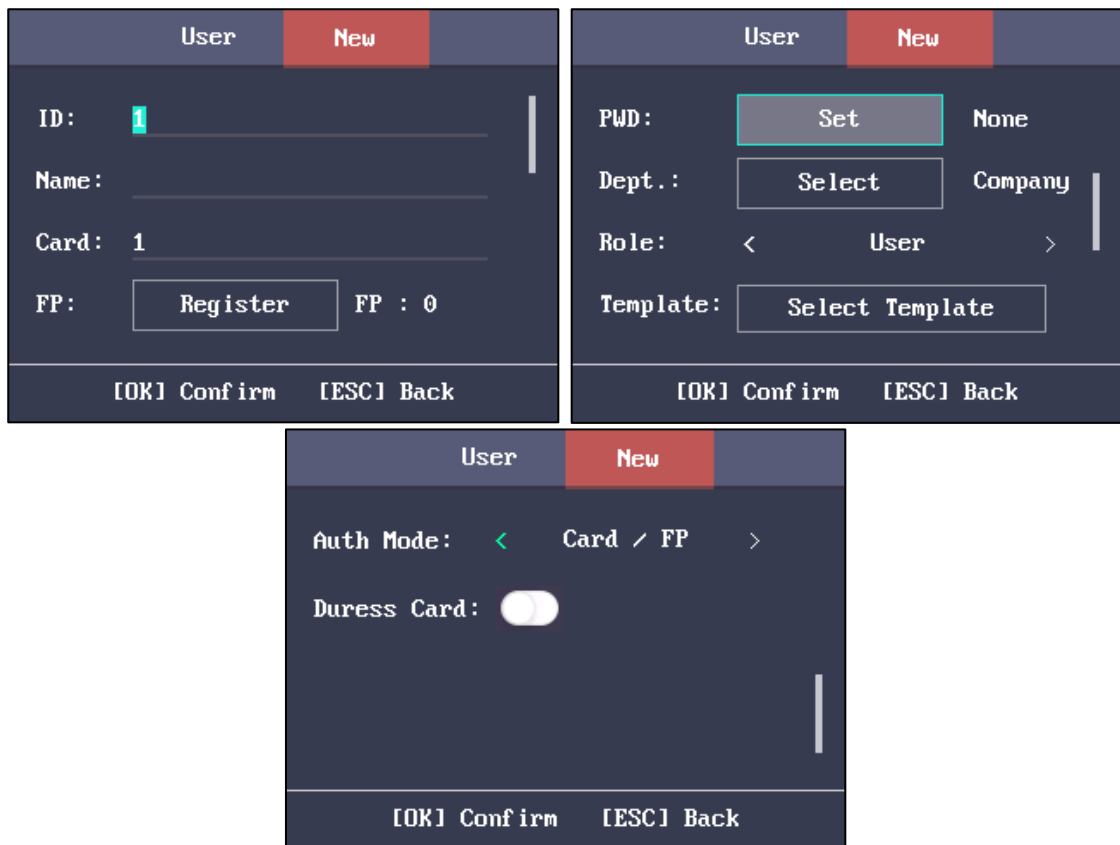 User New
ID: 1
Name:
Card: 1
FP: Register FP : 0
[OK] Confirm [ESC] Back
User New
PWD: Set None
Dept.: Select Company
Role: < User >
Template: Select Template
[OK] Confirm [ESC] Back
User New
Auth Mode: < Card / FP >
Duress Card:
[OK] Confirm [ESC] Back